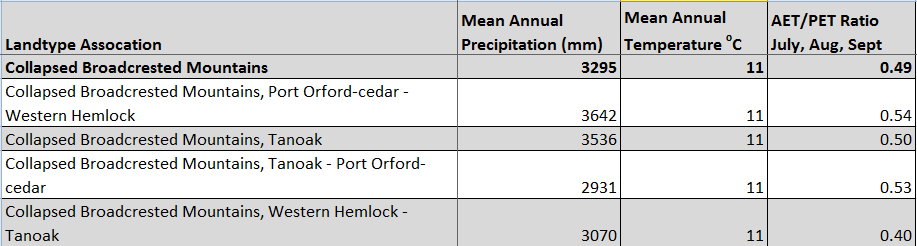 Mean Annual Mean Annual AET/PET Ratio
Landtype Assocation Precipitation (mm) Temperature ⁰C July, Aug, Sept
Collapsed Broadcrested Mountains 3295 11 0.49
Collapsed Broadcrested Mountains, Port Orford-cedar -
Western Hemlock 3642 11 0.54
Collapsed Broadcrested Mountains, Tanoak 3536 11 0.50
Collapsed Broadcrested Mountains, Tanoak - Port Orford-
cedar 2931 11 0.53
Collapsed Broadcrested Mountains, Western Hemlock -
Tanoak 3070 11 0.40